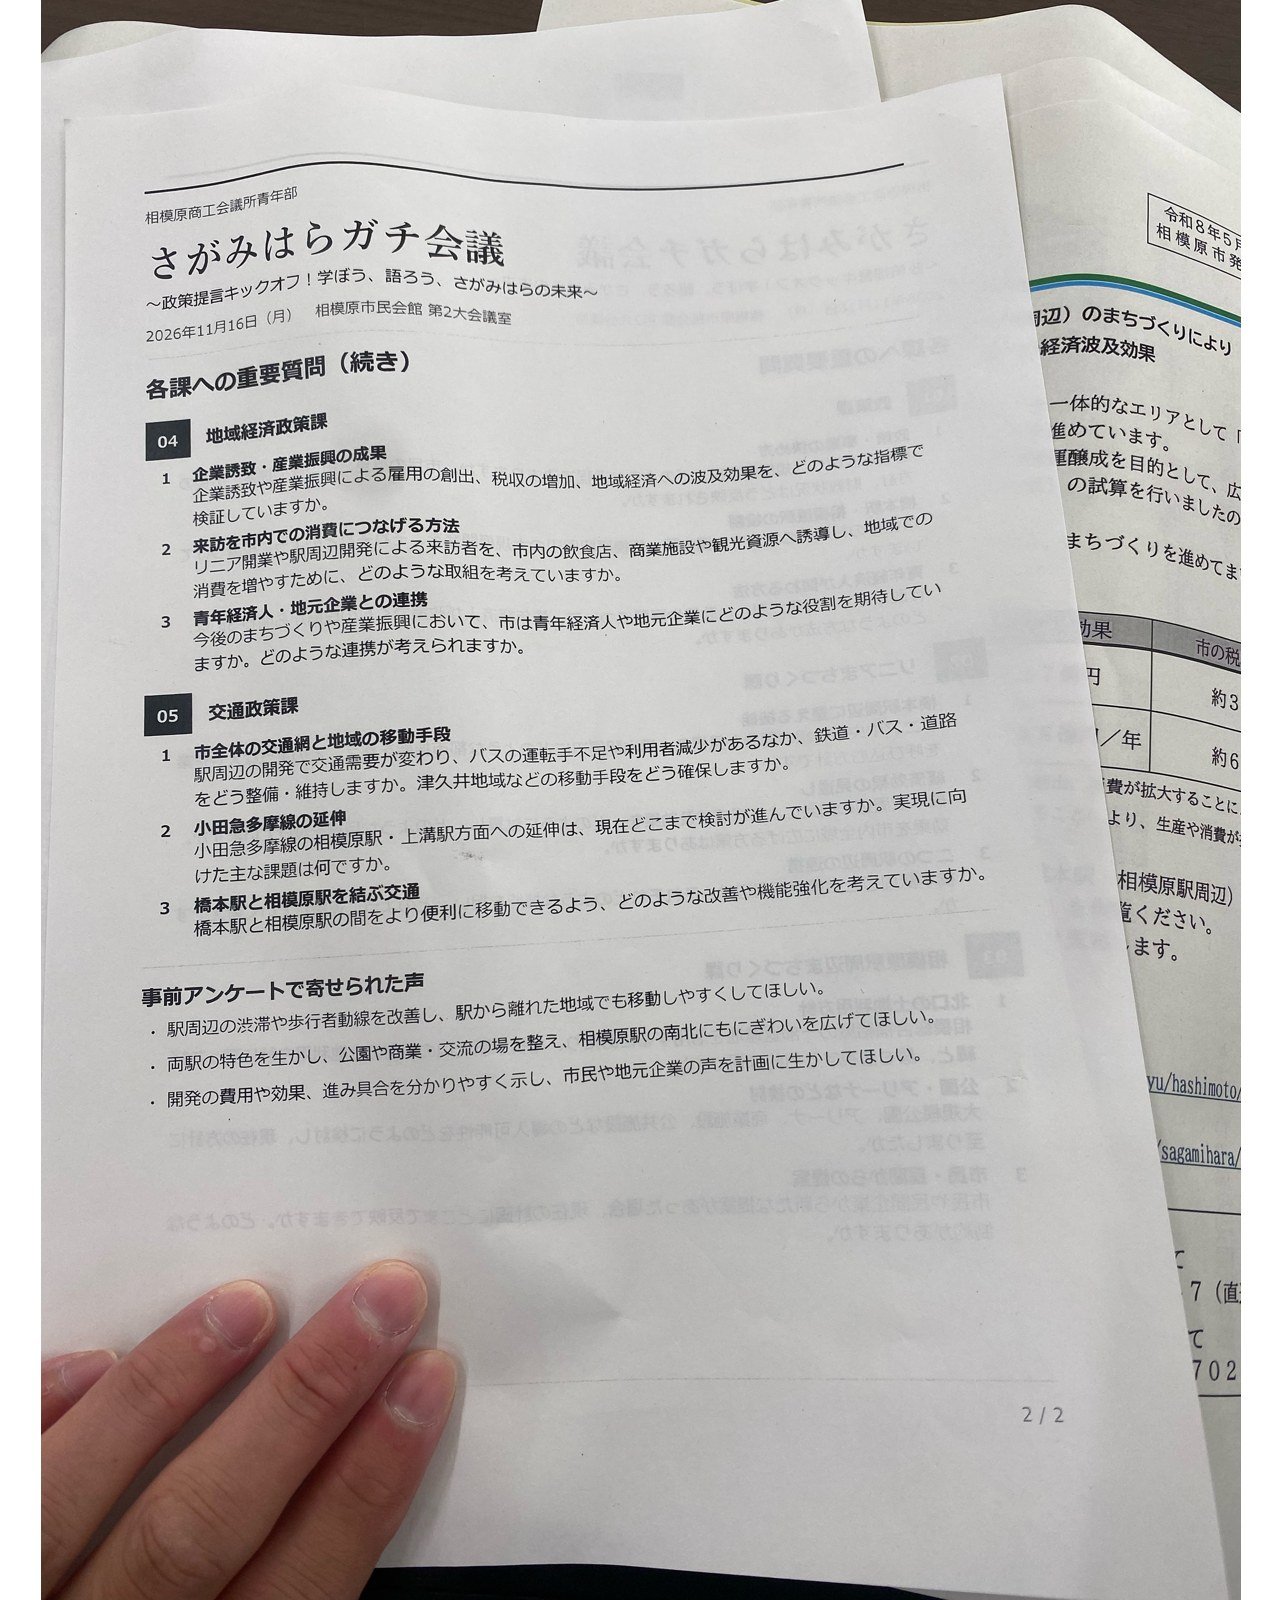 相模原商工会議所青年部
さがみはらガチ会議
～政策提言キックオフ！学ぼう、語ろう、さがみはらの未来～
2026年11月16日（月） 相模原市民会館 第2大会議室
各課への重要質問（続き）
04 地域経済政策課
1 企業誘致・産業振興の成果
企業誘致や産業振興による雇用の創出、税収の増加、地域経済への波及効果を、どのような指標で
検証していますか。
2 来訪を市内での消費につなげる方法
リニア開業や駅周辺開発による来訪者を、市内の飲食店、商業施設や観光資源へ誘導し、地域での
消費を増やすために、どのような取組を考えていますか。
3 青年経済人・地元企業との連携
今後のまちづくりや産業振興において、市は青年経済人や地元企業にどのような役割を期待してい
ますか。どのような連携が考えられますか。
05 交通政策課
1 市全体の交通網と地域の移動手段
駅周辺の開発で交通需要が変わり、バスの運転手不足や利用者減少があるなか、鉄道・バス・道路
をどう整備・維持しますか。津久井地域などの移動手段をどう確保しますか。
2 小田急多摩線の延伸
小田急多摩線の相模原駅・上溝駅方面への延伸は、現在どこまで検討が進んでいますか。実現に向
けた主な課題は何ですか。
3 橋本駅と相模原駅を結ぶ交通
橋本駅と相模原駅の間をより便利に移動できるよう、どのような改善や機能強化を考えていますか。
事前アンケートで寄せられた声
・駅周辺の渋滞や歩行者動線を改善し、駅から離れた地域でも移動しやすくしてほしい。
・両駅の特色を生かし、公園や商業・交流の場を整え、相模原駅の南北にもにぎわいを広げてほしい。
・開発の費用や効果、進み具合を分かりやすく示し、市民や地元企業の声を計画に生かしてほしい。
2 / 2
令和8年5月
相模原市発
周辺）のまちづくりにより
経済波及効果
一体的なエリアとして「
進めています。
運醸成を目的として、広
の試算を行いましたの
まちづくりを進めてま
効果 市の税
円 約3
円／年 約6
費が拡大することに
より、生産や消費が
相模原駅周辺）
覧ください。
します。
yu/hashimoto/
/sagamihara/
て
7（直
て
702